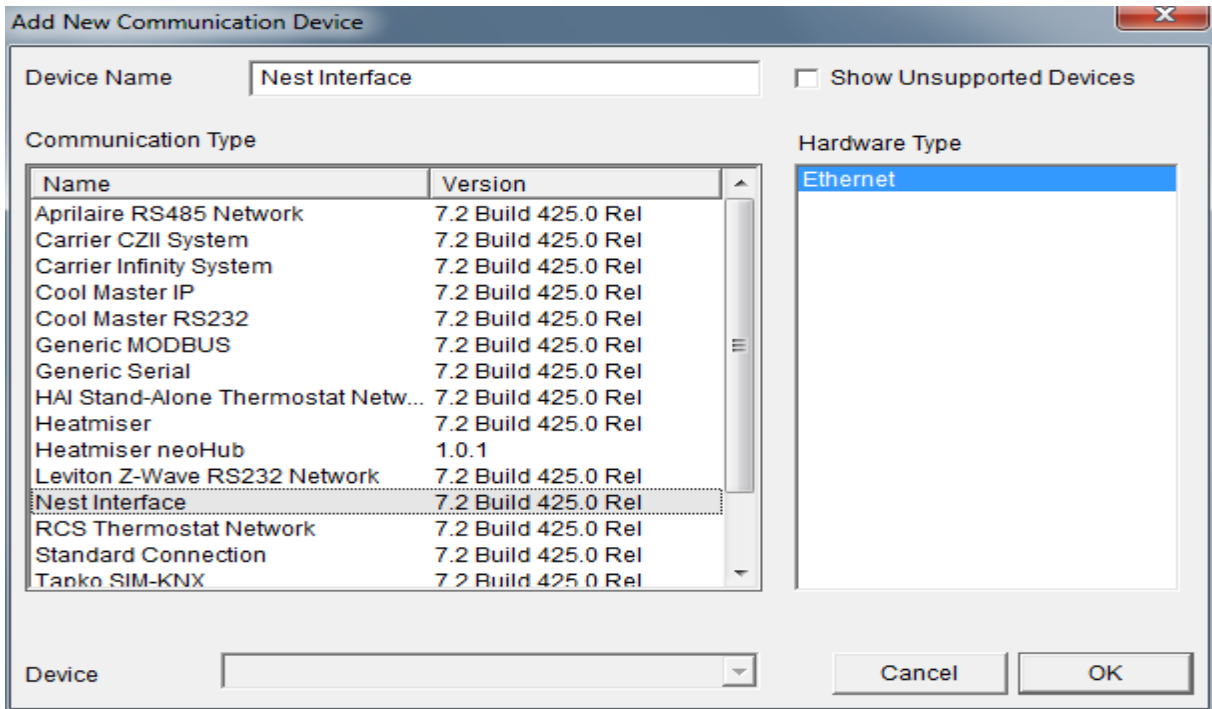 Add New Communication Device
Device Name Nest Interface Show Unsupported Devices
Communication Type Hardware Type
Name Version Ethernet
Aprilaire RS485 Network 7.2 Build 425.0 Rel
Carrier CZII System 7.2 Build 425.0 Rel
Carrier Infinity System 7.2 Build 425.0 Rel
Cool Master IP 7.2 Build 425.0 Rel
Cool Master RS232 7.2 Build 425.0 Rel
Generic MODBUS 7.2 Build 425.0 Rel
Generic Serial 7.2 Build 425.0 Rel
HAI Stand-Alone Thermostat Netw... 7.2 Build 425.0 Rel
Heatmiser 7.2 Build 425.0 Rel
Heatmiser neoHub 1.0.1
Leviton Z-Wave RS232 Network 7.2 Build 425.0 Rel
Nest Interface 7.2 Build 425.0 Rel
RCS Thermostat Network 7.2 Build 425.0 Rel
Standard Connection 7.2 Build 425.0 Rel
Tapko SIM-KNX 7.2 Build 425.0 Rel
Device Cancel OK